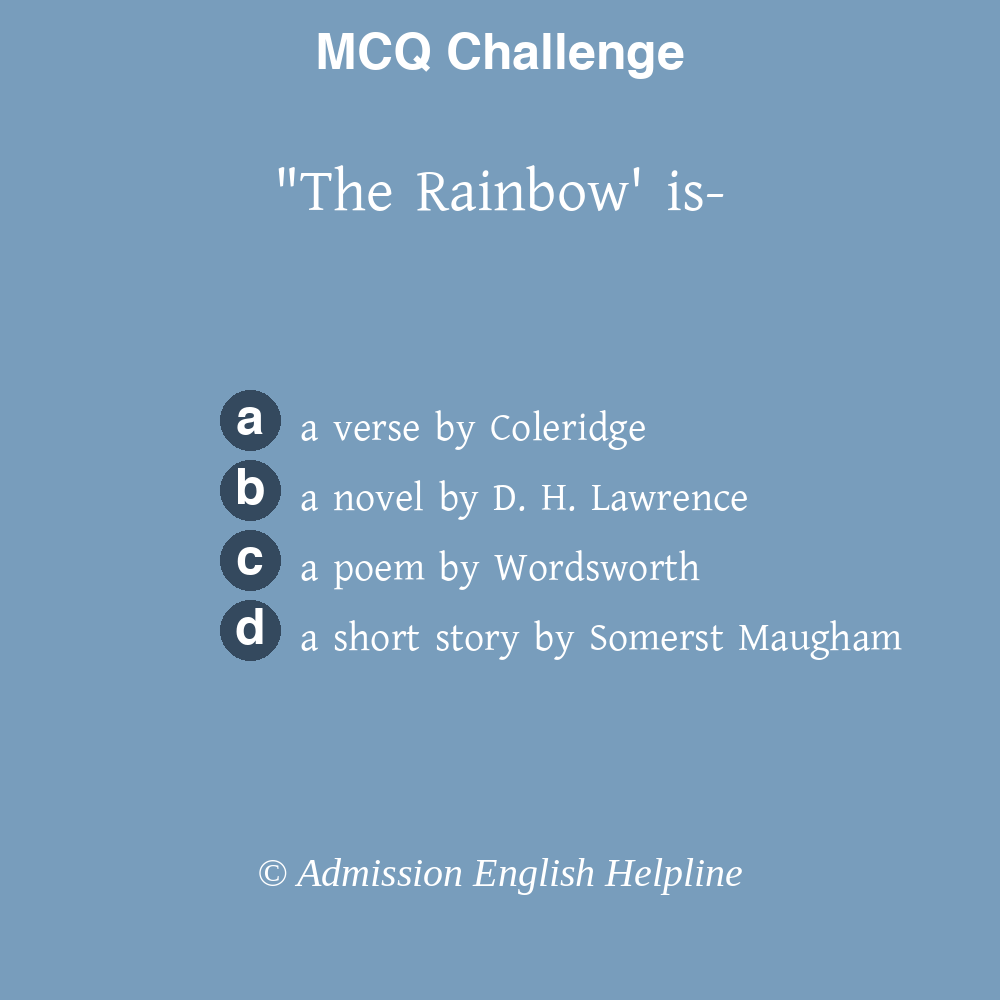 MCQ Challenge
"The Rainbow' is-
a a verse by Coleridge
b a novel by D. H. Lawrence
c a poem by Wordsworth
d a short story by Somerst Maugham
© Admission English Helpline